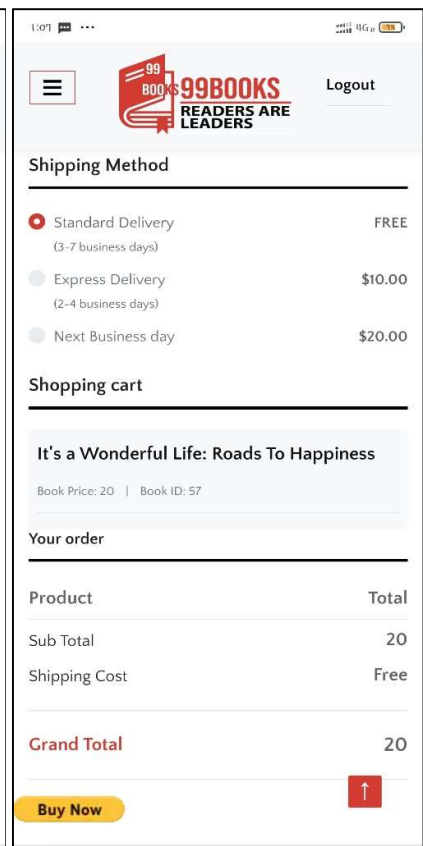 1:09
4G
99
BOOKS
99BOOKS
READERS ARE
LEADERS
Logout
Shipping Method
Standard Delivery FREE
(3-7 business days)
Express Delivery $10.00
(2-4 business days)
Next Business day $20.00
Shopping cart
It's a Wonderful Life: Roads To Happiness
Book Price: 20 | Book ID: 57
Your order
Product Total
Sub Total 20
Shipping Cost Free
Grand Total 20
Buy Now